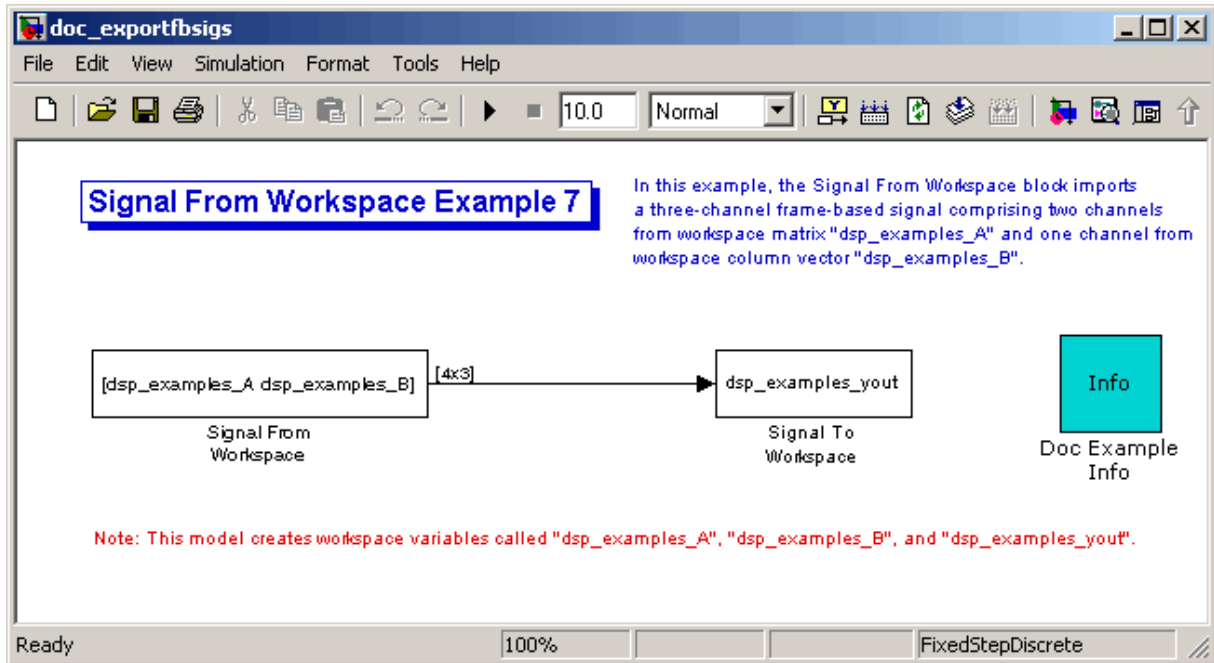 doc_exportfbsigs
File Edit View Simulation Format Tools Help
10.0 Normal
Signal From Workspace Example 7
In this example, the Signal From Workspace block imports
a three-channel frame-based signal comprising two channels
from workspace matrix "dsp_examples_A" and one channel from
workspace column vector "dsp_examples_B".
[dsp_examples_A dsp_examples_B]
[4x3]
dsp_examples_yout
Info
Signal From
Workspace
Signal To
Workspace
Doc Example
Info
Note: This model creates workspace variables called "dsp_examples_A", "dsp_examples_B", and "dsp_examples_yout".
Ready 100% FixedStepDiscrete